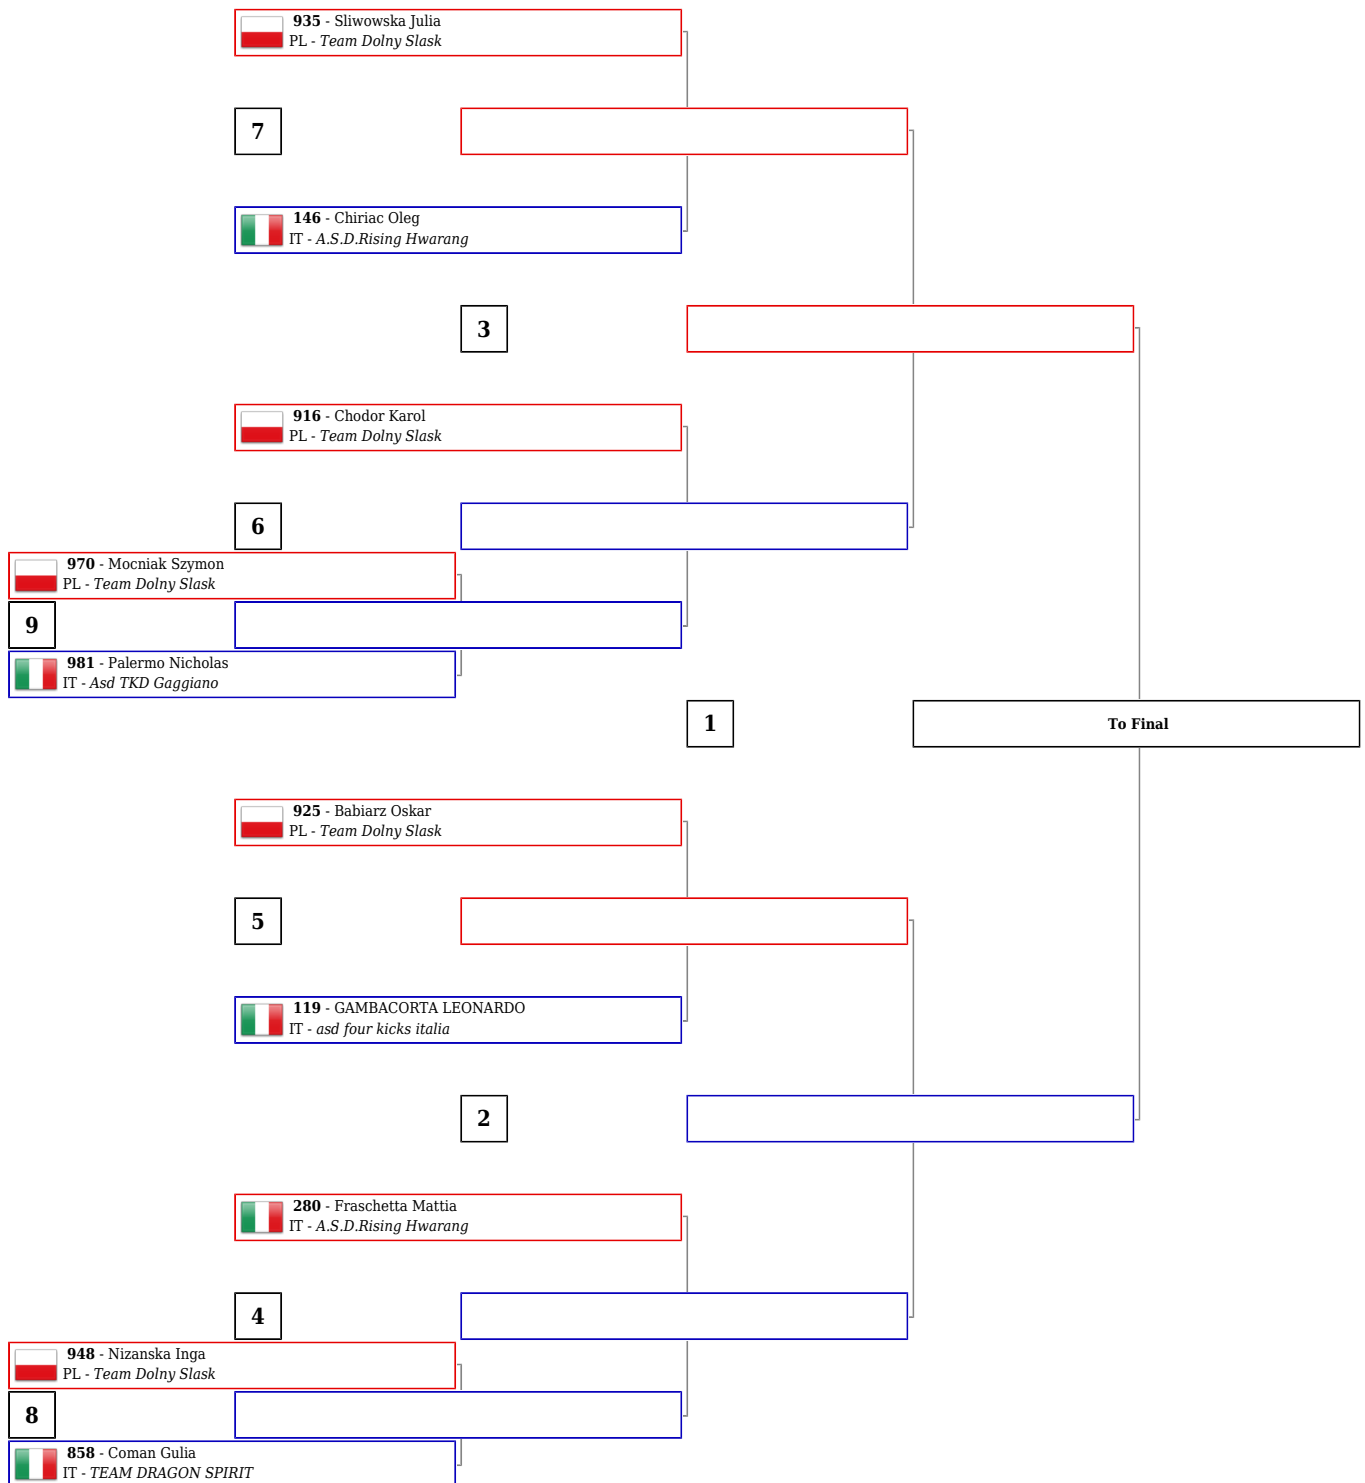 935 - Sliwowska Julia
PL - Team Dolny Slask
7
146 - Chiriac Oleg
IT - A.S.D.Rising Hwarang
3
916 - Chodor Karol
PL - Team Dolny Slask
6
970 - Mocniak Szymon
PL - Team Dolny Slask
9
981 - Palermo Nicholas
IT - Asd TKD Gaggiano
1
To Final
925 - Babiarz Oskar
PL - Team Dolny Slask
5
119 - GAMBACORTA LEONARDO
IT - asd four kicks italia
2
280 - Fraschetta Mattia
IT - A.S.D.Rising Hwarang
4
948 - Nizanska Inga
PL - Team Dolny Slask
8
858 - Coman Gulia
IT - TEAM DRAGON SPIRIT